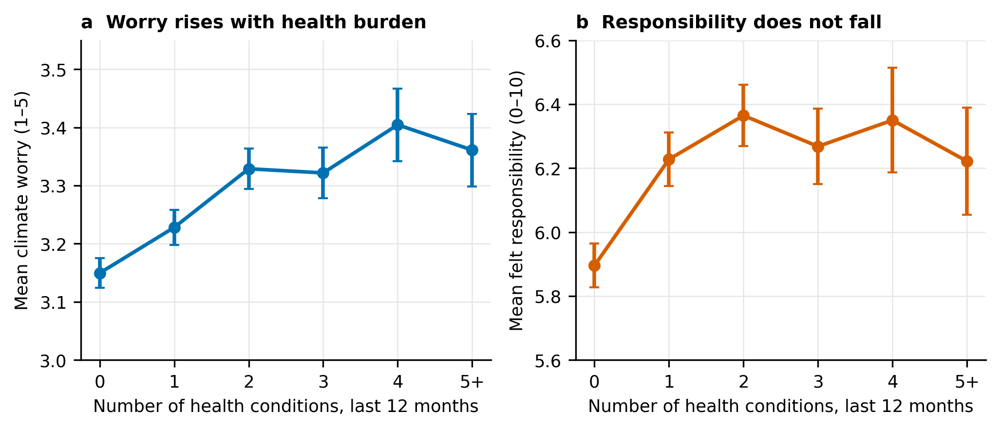 a  Worry rises with health burden
Mean climate worry (1–5)
3.5
3.4
3.3
3.2
3.1
3.0
0 1 2 3 4 5+
Number of health conditions, last 12 months
b  Responsibility does not fall
Mean felt responsibility (0–10)
6.6
6.4
6.2
6.0
5.8
5.6
0 1 2 3 4 5+
Number of health conditions, last 12 months